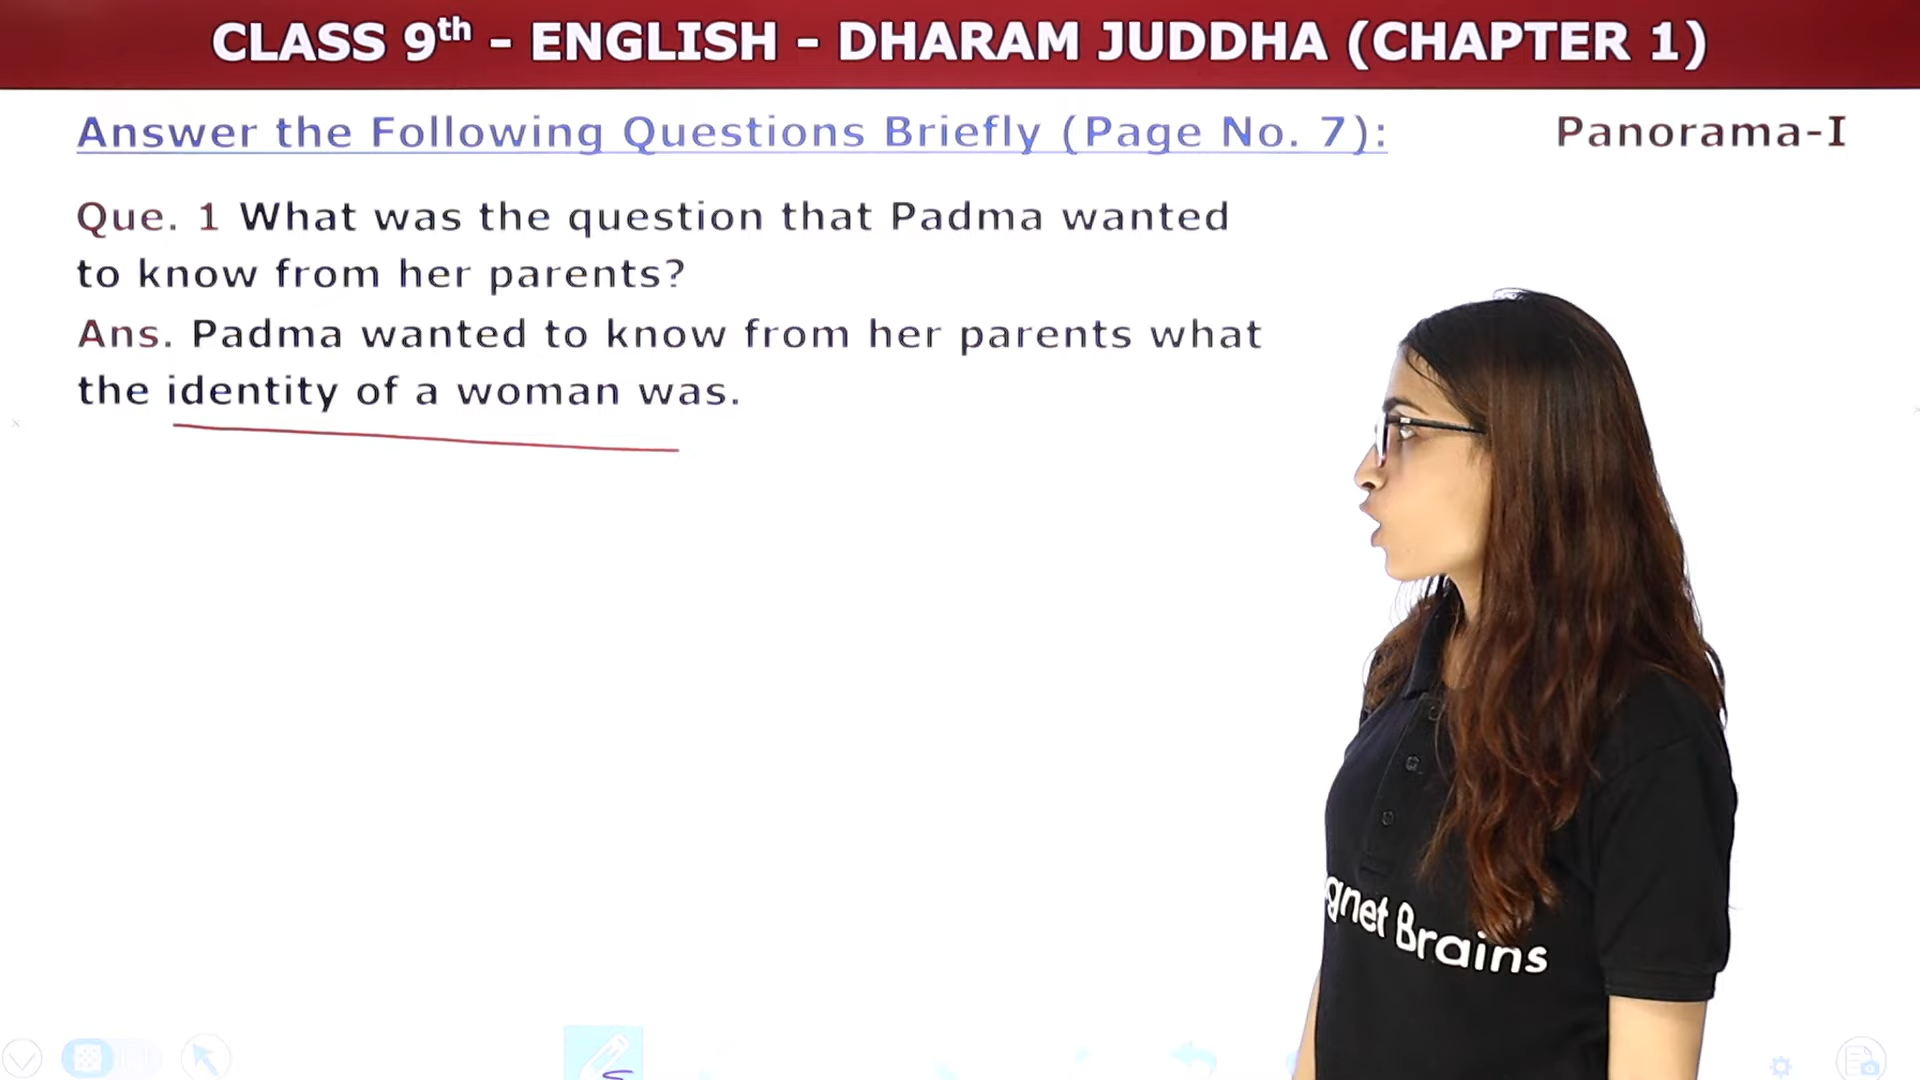 CLASS 9th - ENGLISH - DHARAM JUDDHA (CHAPTER 1)
Answer the Following Questions Briefly (Page No. 7):
Panorama-I
Que. 1 What was the question that Padma wanted
to know from her parents?
Ans. Padma wanted to know from her parents what
the identity of a woman was.
gnet Brains